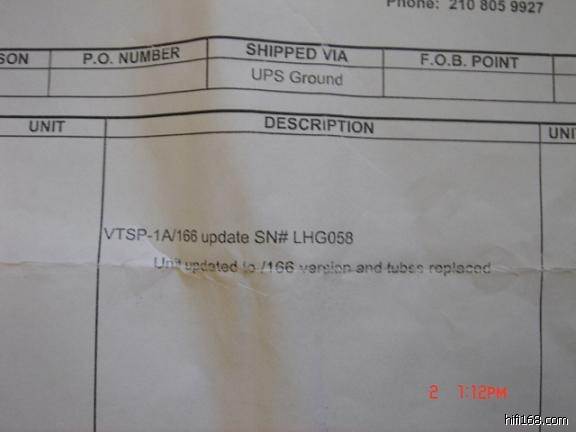 Phone: 210 805 9927
SON P.O. NUMBER SHIPPED VIA F.O.B. POINT
UPS Ground
UNIT DESCRIPTION UNI
VTSP-1A/166 update SN# LHG058
Unit updated to /166 version and tubes replaced
2 1:12PM
hifi168.com